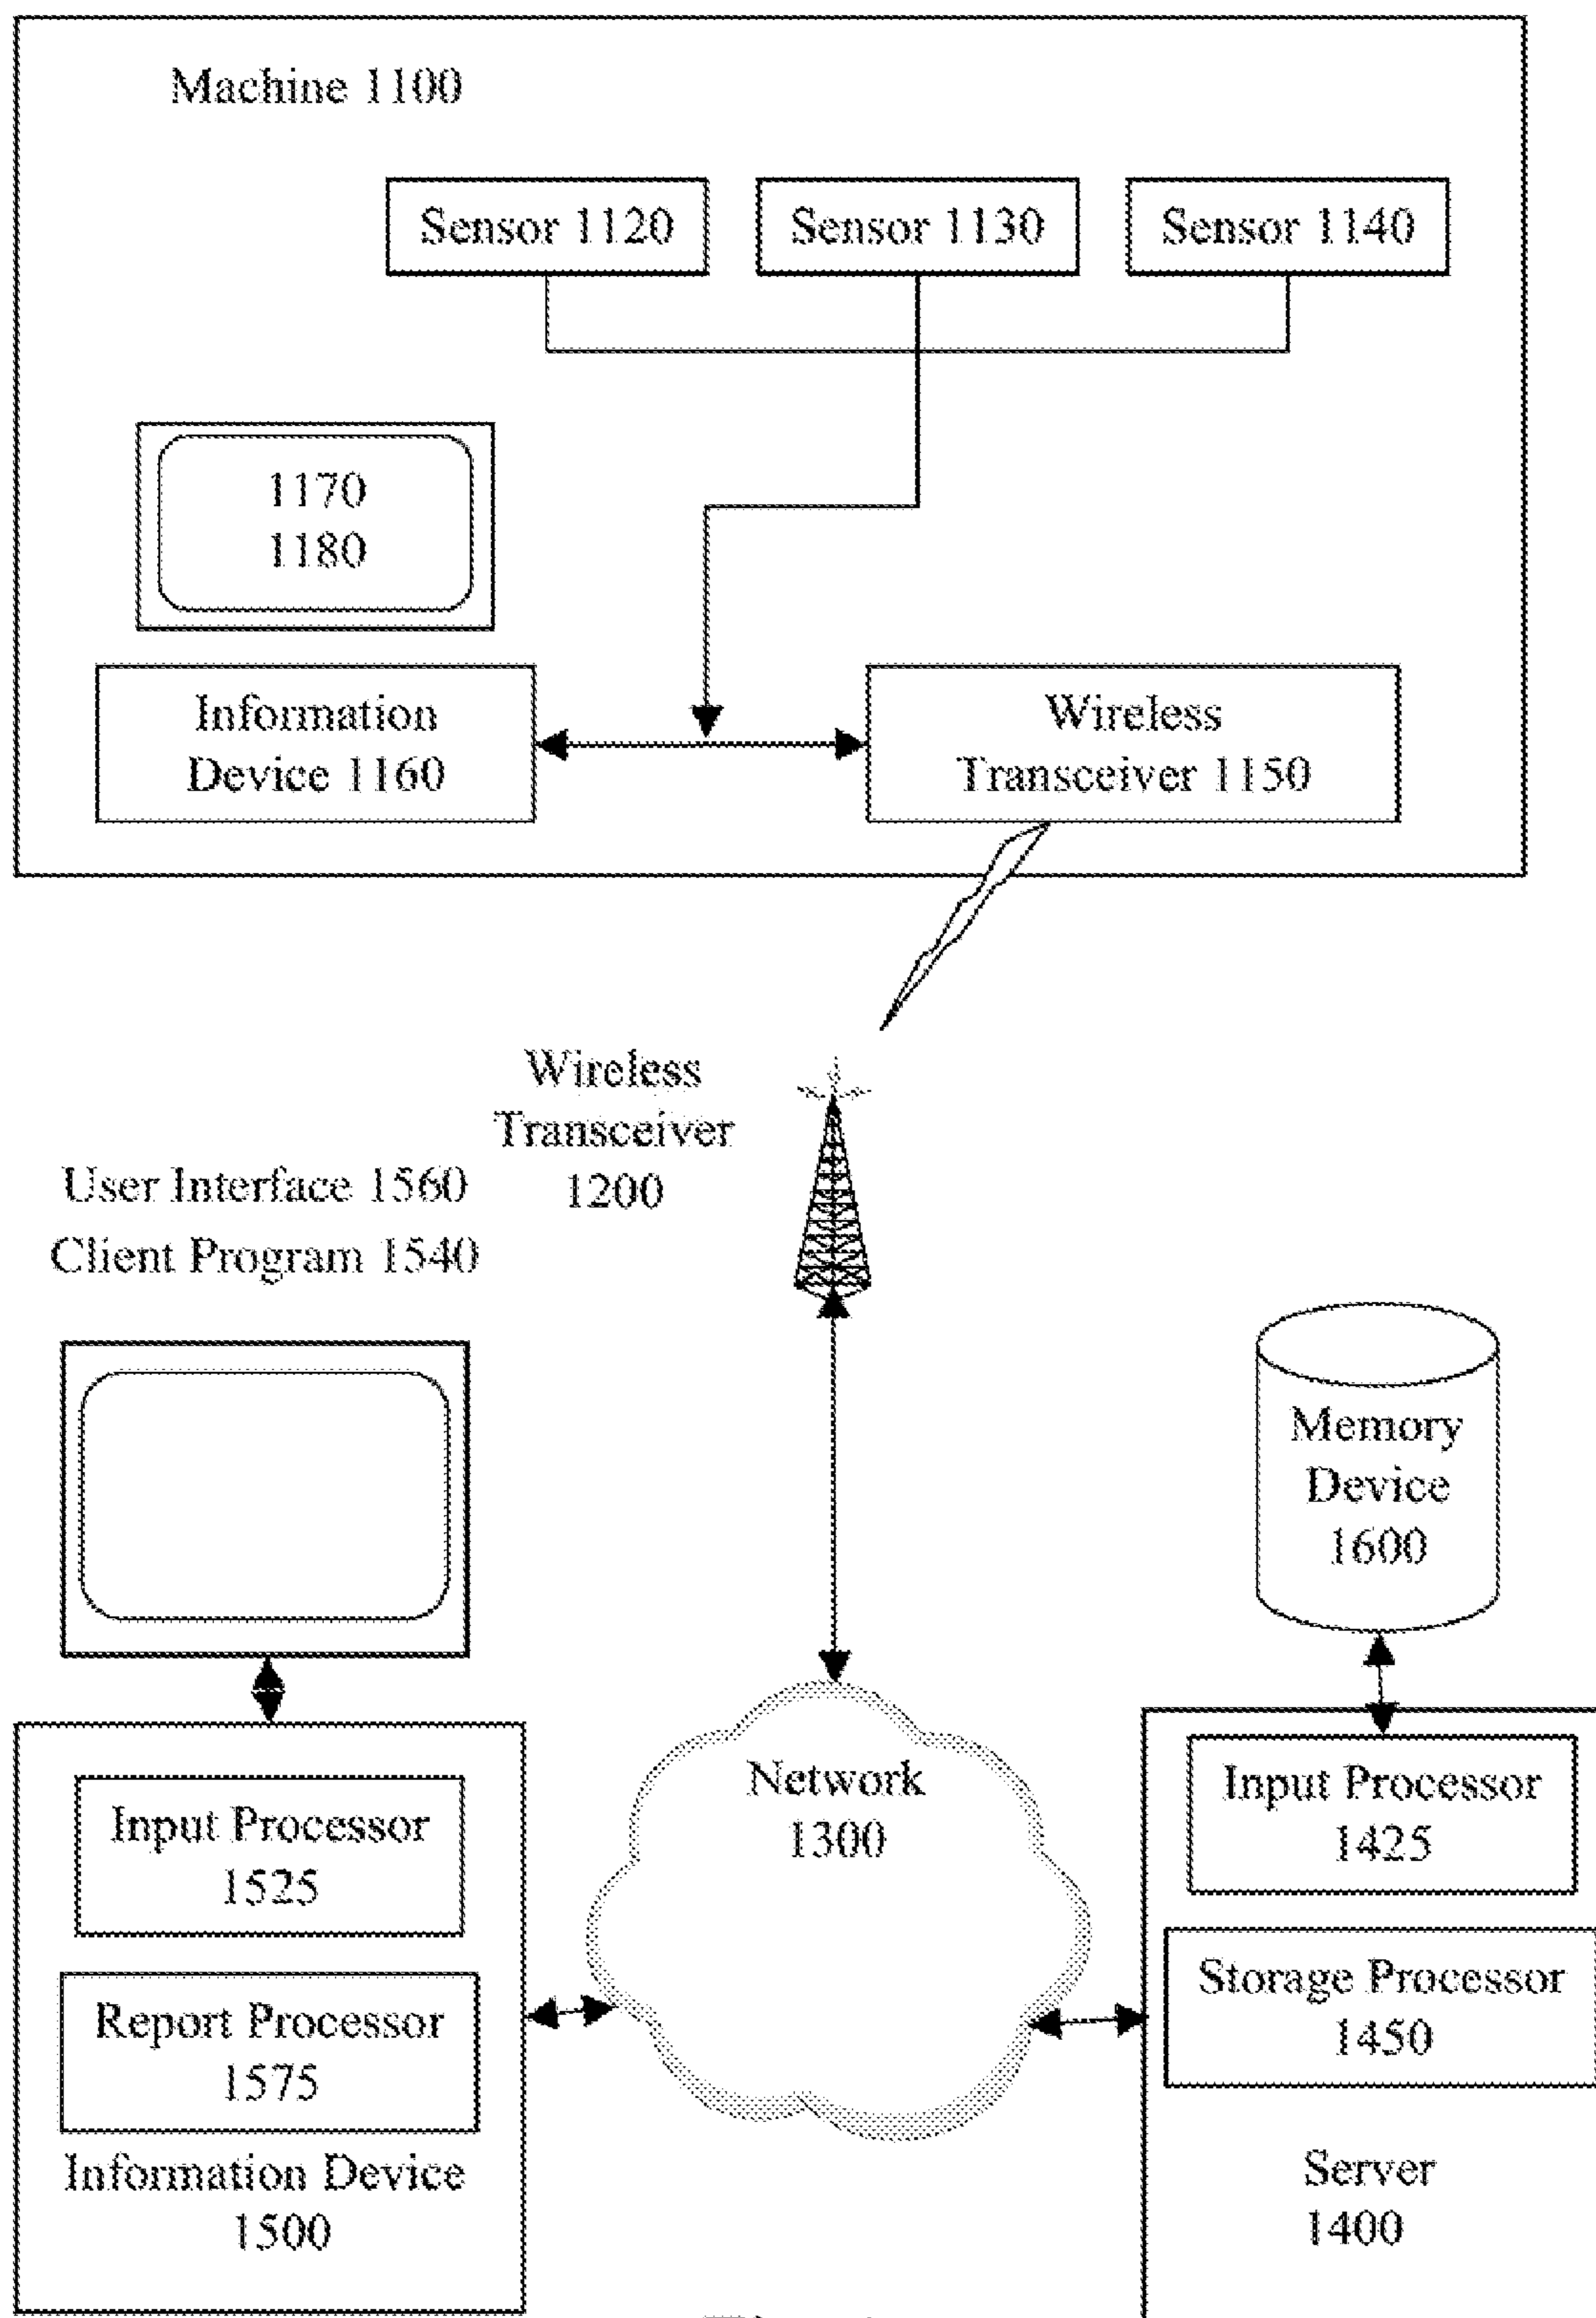 Machine 1100
Sensor 1120
Sensor 1130
Sensor 1140
1170
1180
Information
Device 1160
Wireless
Transceiver 1150
Wireless
Transceiver
1200
User Interface 1560
Client Program 1540
Memory
Device
1600
Network
1300
Input Processor
1525
Report Processor
1575
Information Device
1500
Input Processor
1425
Storage Processor
1450
Server
1400